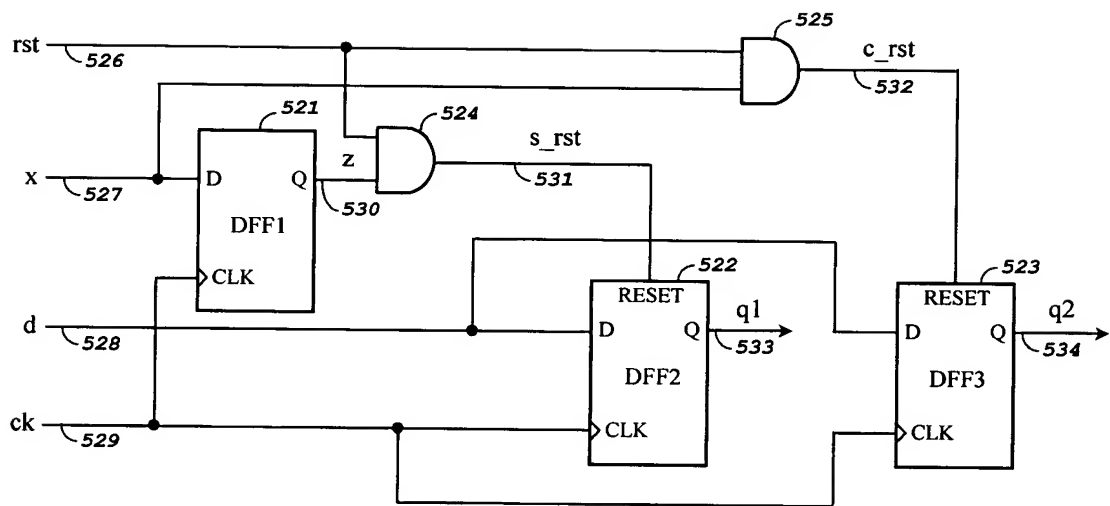 525
rst
526
c_rst
532
521
524
s_rst
x
527
D
Q
z
530
531
DFF1
CLK
522
523
RESET
RESET
d
528
D
Q
q1
533
D
Q
q2
534
DFF2
DFF3
ck
529
CLK
CLK